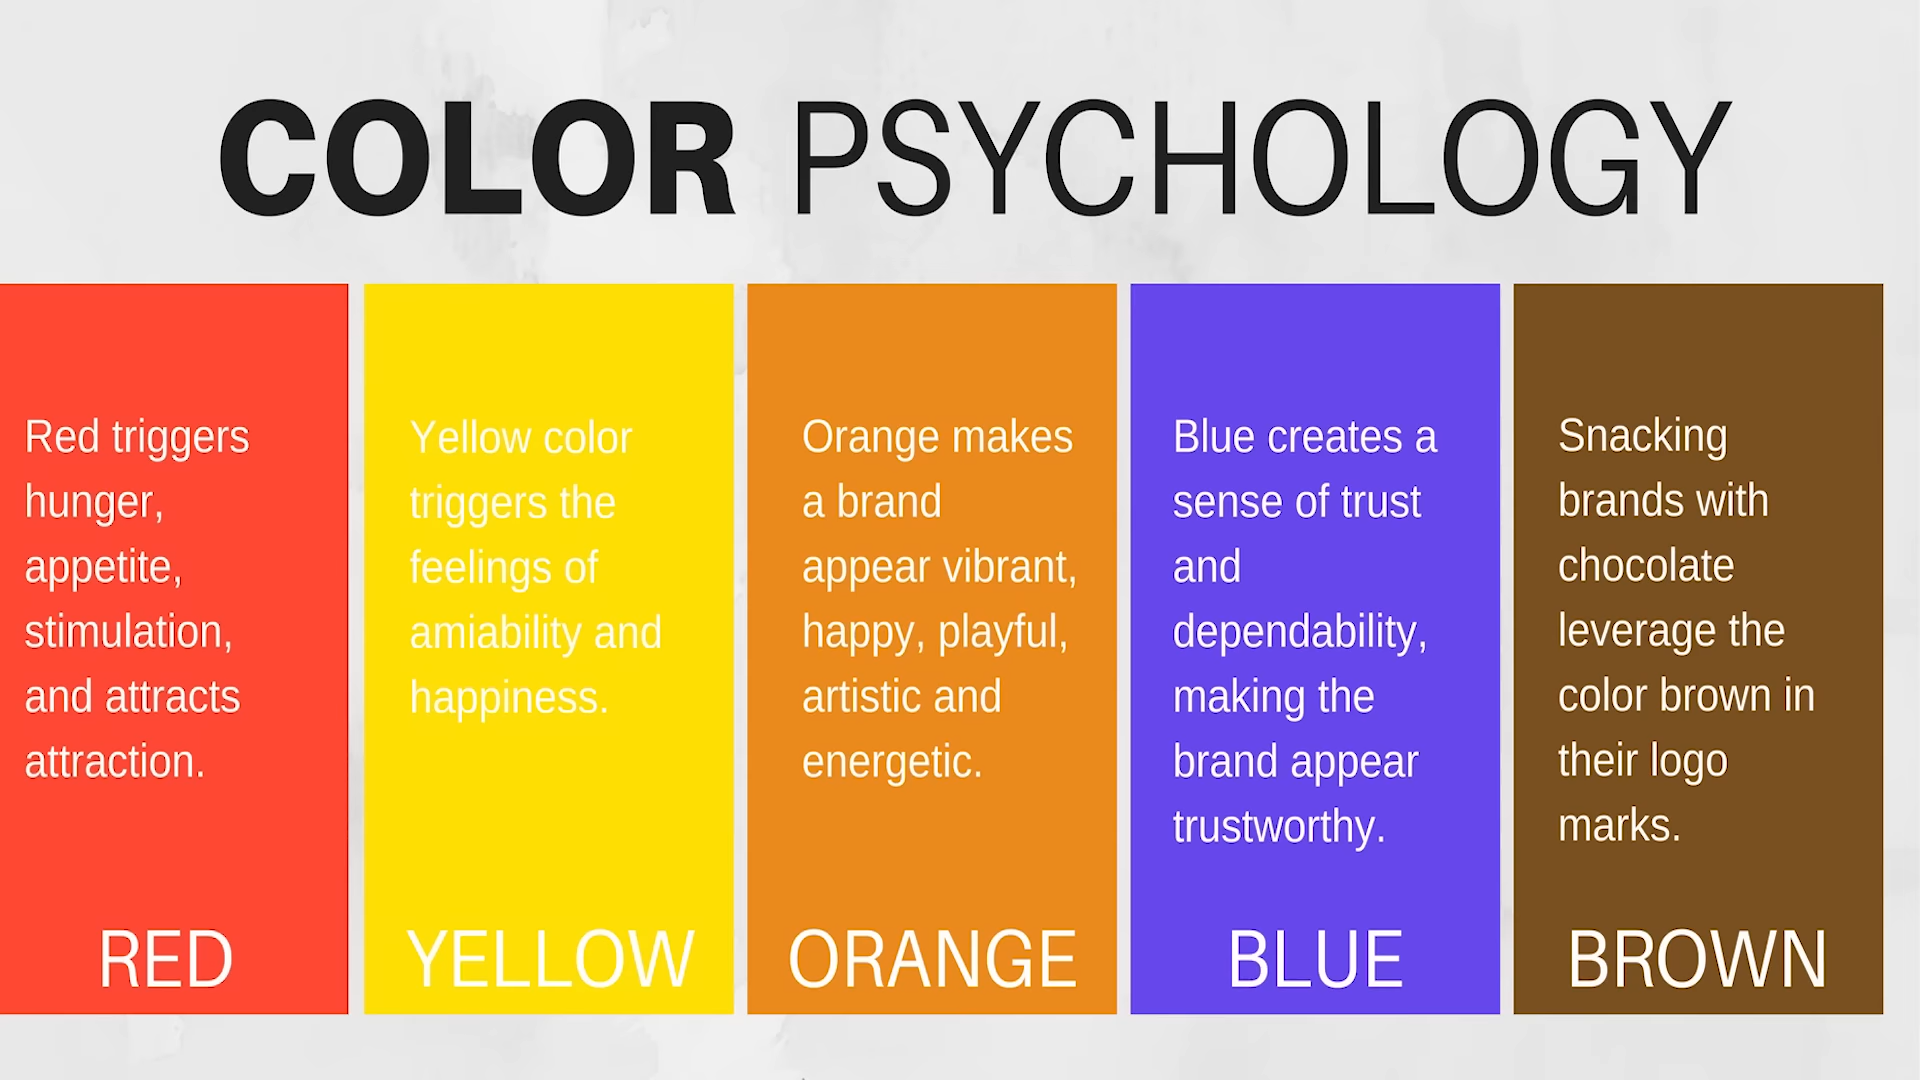 COLOR PSYCHOLOGY
Red triggers
hunger,
appetite,
stimulation,
and attracts
attraction.
RED
Yellow color
triggers the
feelings of
amiability and
happiness.
YELLOW
Orange makes
a brand
appear vibrant,
happy, playful,
artistic and
energetic.
ORANGE
Blue creates a
sense of trust
and
dependability,
making the
brand appear
trustworthy.
BLUE
Snacking
brands with
chocolate
leverage the
color brown in
their logo
marks.
BROWN